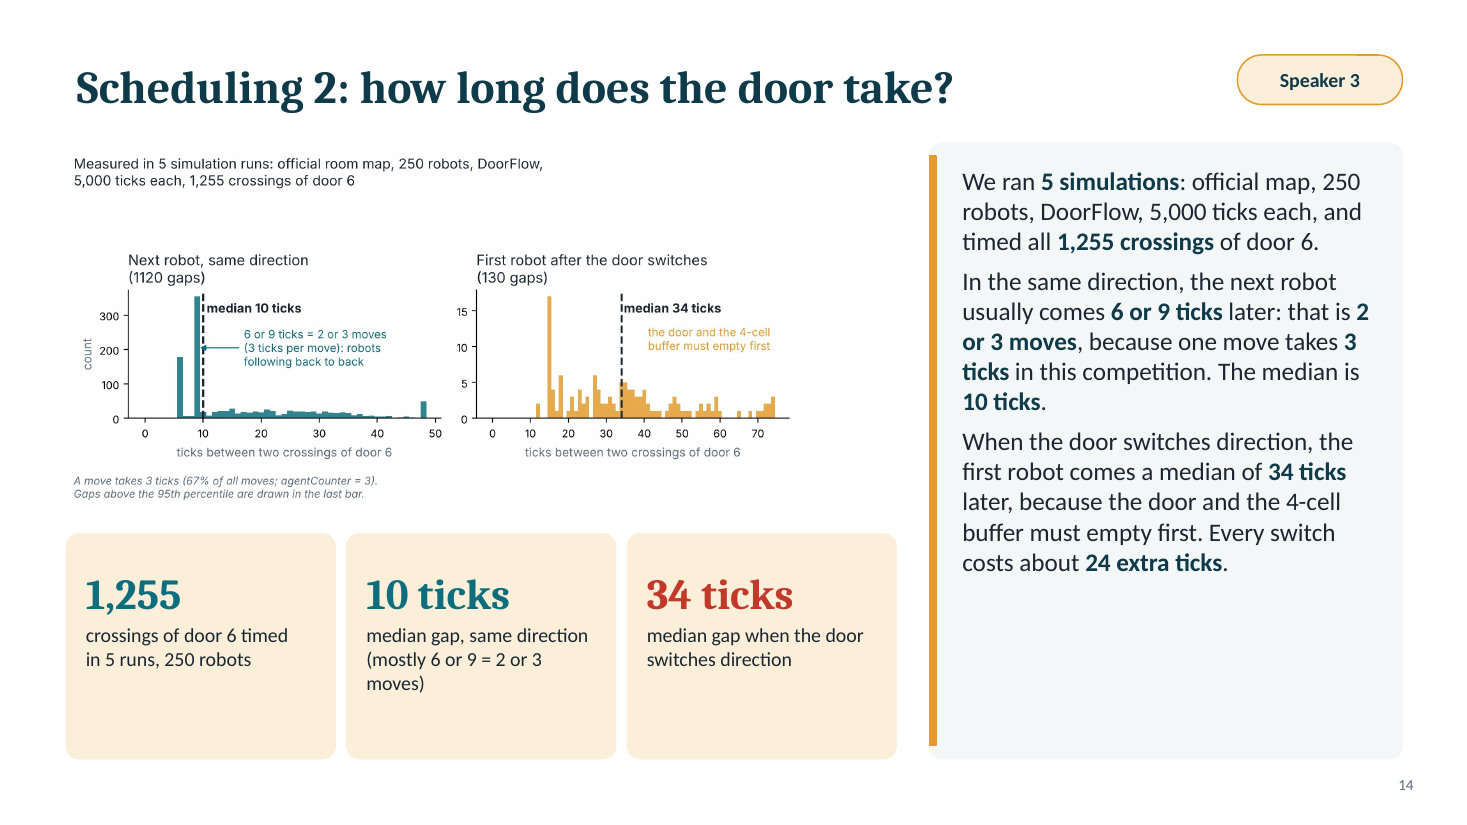 Scheduling 2: how long does the door take?
Speaker 3
Measured in 5 simulation runs: official room map, 250 robots, DoorFlow,
5,000 ticks each, 1,255 crossings of door 6
Next robot, same direction
(1120 gaps)
median 10 ticks
6 or 9 ticks = 2 or 3 moves
(3 ticks per move): robots
following back to back
count
300
200
100
0
0 10 20 30 40 50
ticks between two crossings of door 6
First robot after the door switches
(130 gaps)
median 34 ticks
the door and the 4-cell
buffer must empty first
15
10
5
0
0 10 20 30 40 50 60 70
ticks between two crossings of door 6
A move takes 3 ticks (67% of all moves; agentCounter = 3).
Gaps above the 95th percentile are drawn in the last bar.
1,255
crossings of door 6 timed
in 5 runs, 250 robots
10 ticks
median gap, same direction
(mostly 6 or 9 = 2 or 3
moves)
34 ticks
median gap when the door
switches direction
We ran 5 simulations: official map, 250
robots, DoorFlow, 5,000 ticks each, and
timed all 1,255 crossings of door 6.
In the same direction, the next robot
usually comes 6 or 9 ticks later: that is 2
or 3 moves, because one move takes 3
ticks in this competition. The median is
10 ticks.
When the door switches direction, the
first robot comes a median of 34 ticks
later, because the door and the 4-cell
buffer must empty first. Every switch
costs about 24 extra ticks.
14